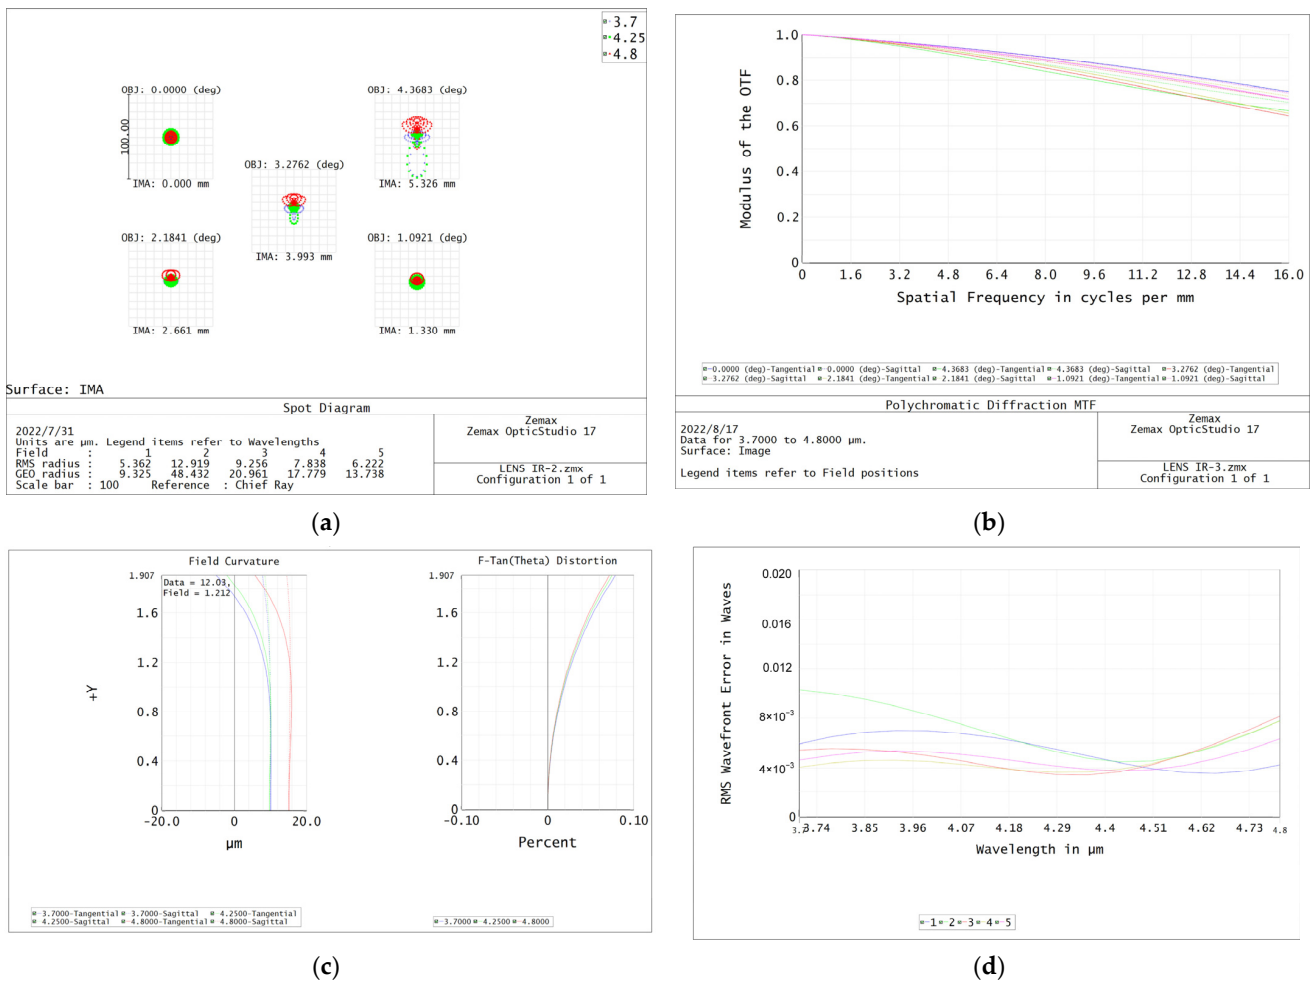 3.7
4.25
4.8
OBJ: 0.0000 (deg)
100.00
IMA: 0.000 mm
OBJ: 4.3683 (deg)
IMA: 5.326 mm
OBJ: 3.2762 (deg)
IMA: 3.993 mm
OBJ: 2.1841 (deg)
IMA: 2.661 mm
OBJ: 1.0921 (deg)
IMA: 1.330 mm
Surface: IMA
Spot Diagram
2022/7/31
Units are µm. Legend items refer to Wavelengths
Field : 1 2 3 4 5
RMS radius : 5.362 12.919 9.256 7.838 6.222
GEO radius : 9.325 48.432 20.961 17.779 13.738
Scale bar : 100 Reference : Chief Ray
Zemax
Zemax OpticStudio 17
LENS IR-2.zmx
Configuration 1 of 1
(a)
Modulus of the OTF
1.0
0.8
0.6
0.4
0.2
0
0 1.6 3.2 4.8 6.4 8.0 9.6 11.2 12.8 14.4 16.0
Spatial Frequency in cycles per mm
0.0000 (deg)-Tangential 0.0000 (deg)-Sagittal 4.3683 (deg)-Tangential 4.3683 (deg)-Sagittal 3.2762 (deg)-Tangential
3.2762 (deg)-Sagittal 2.1841 (deg)-Tangential 2.1841 (deg)-Sagittal 1.0921 (deg)-Tangential 1.0921 (deg)-Sagittal
Polychromatic Diffraction MTF
2022/8/17
Data for 3.7000 to 4.8000 µm.
Surface: Image
Legend items refer to Field positions
Zemax
Zemax OpticStudio 17
LENS IR-3.zmx
Configuration 1 of 1
(b)
Field Curvature
1.907
Data = 12.03,
Field = 1.212
1.6
1.2
0.8
0.4
0
+Y
-20.0 0 20.0
µm
3.7000-Tangential 3.7000-Sagittal 4.2500-Tangential
4.2500-Sagittal 4.8000-Tangential 4.8000-Sagittal
F-Tan(Theta) Distortion
1.907
1.6
1.2
0.8
0.4
0
-0.10 0 0.10
Percent
3.7000 4.2500 4.8000
(c)
RMS Wavefront Error in Waves
0.020
0.016
0.012
8×10⁻³
4×10⁻³
0
3.7 3.74 3.85 3.96 4.07 4.18 4.29 4.4 4.51 4.62 4.73 4.8
Wavelength in µm
1 2 3 4 5
(d)